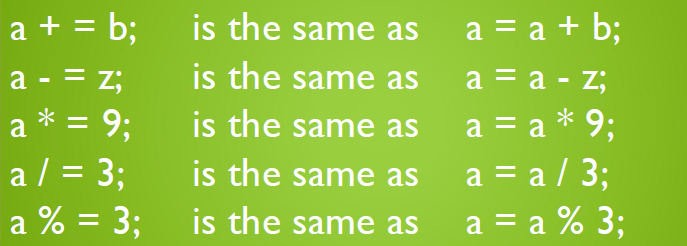 a + = b; is the same as a = a + b;
a - = z; is the same as a = a - z;
a * = 9; is the same as a = a * 9;
a / = 3; is the same as a = a / 3;
a % = 3; is the same as a = a % 3;